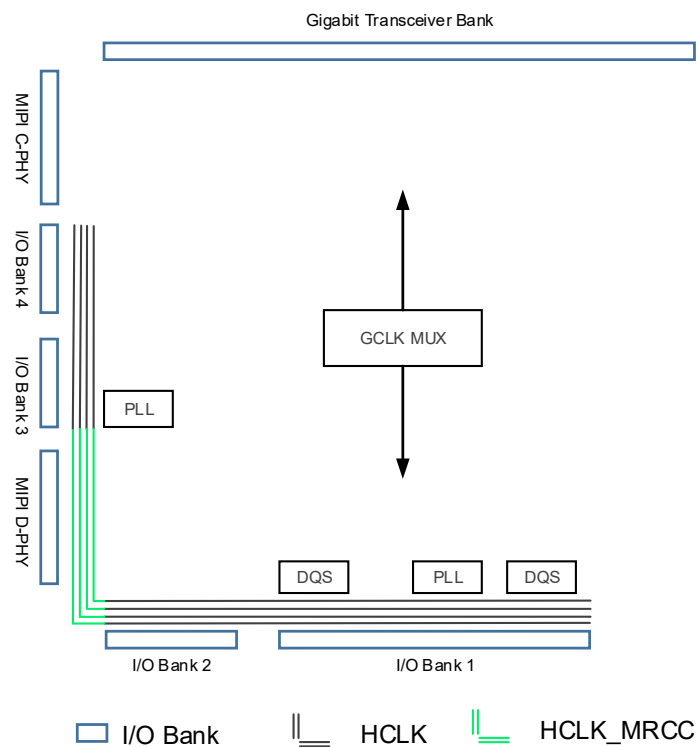 Gigabit Transceiver Bank
MIPI C-PHY
I/O Bank 4
GCLK MUX
I/O Bank 3
PLL
MIPI D-PHY
DQS
PLL
DQS
I/O Bank 2
I/O Bank 1
I/O Bank
HCLK
HCLK_MRCC